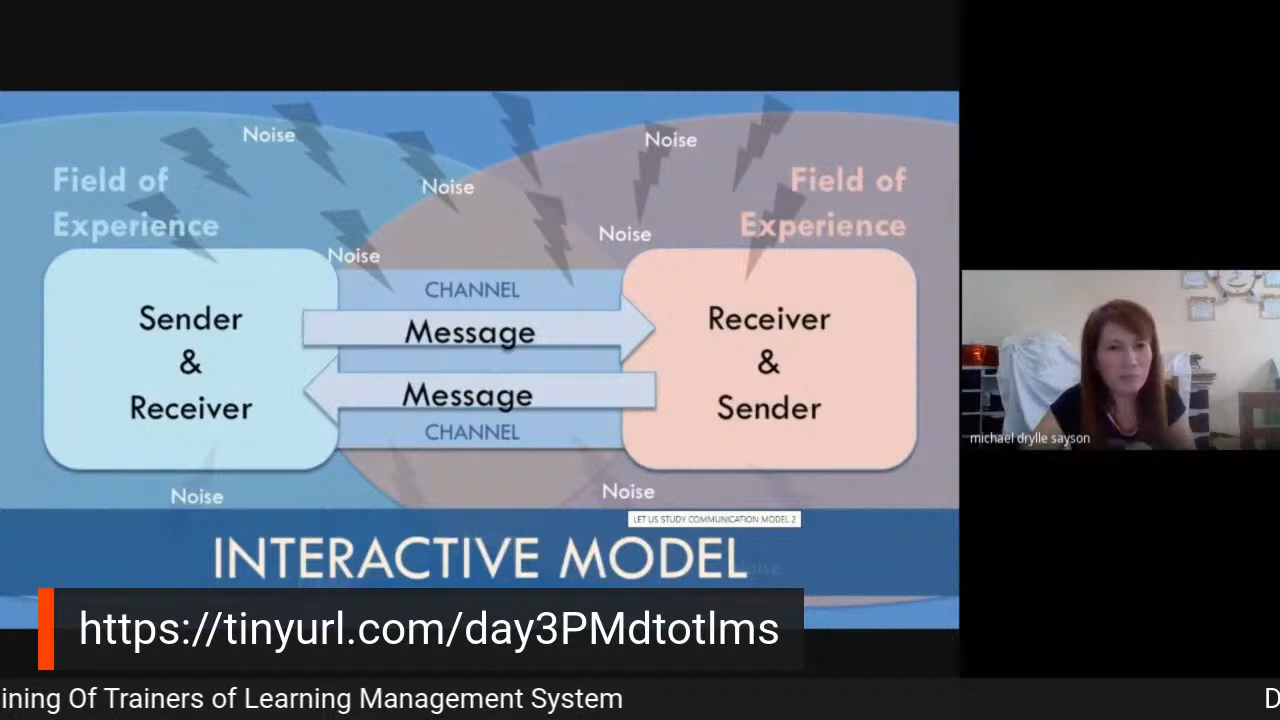 Noise
Noise
Field of
Experience
Noise
Field of
Experience
Noise
Noise
CHANNEL
Sender
&
Receiver
Message
Message
CHANNEL
Receiver
&
Sender
michael drylle sayson
Noise
Noise
LET US STUDY COMMUNICATION MODEL 2
INTERACTIVE MODEL
Noise
https://tinyurl.com/day3PMdtotlms
ining Of Trainers of Learning Management System
D